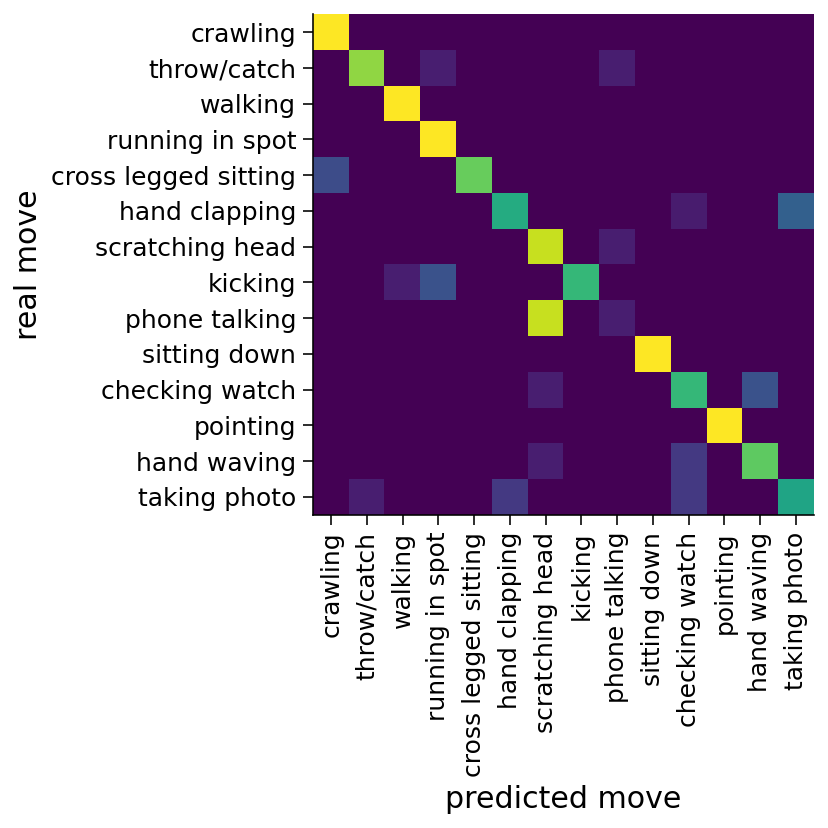 crawling
throw/catch
walking
running in spot
cross legged sitting
hand clapping
scratching head
kicking
phone talking
sitting down
checking watch
pointing
hand waving
taking photo
real move
crawling
throw/catch
walking
running in spot
cross legged sitting
hand clapping
scratching head
kicking
phone talking
sitting down
checking watch
pointing
hand waving
taking photo
predicted move